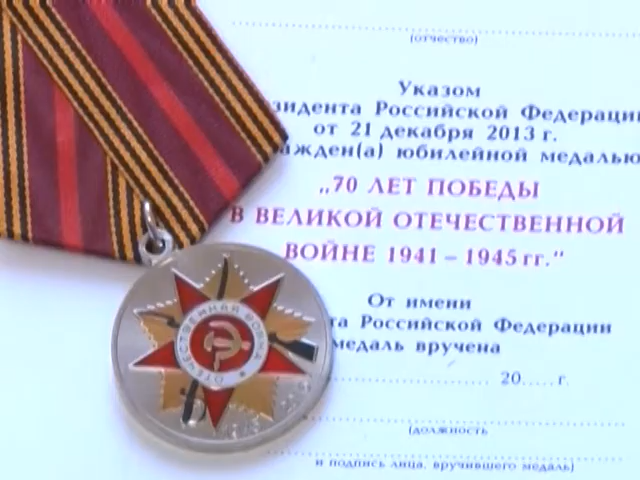 (отчество)
Указом
зидента Российской Федерации
от 21 декабря 2013 г.
ажден(а) юбилейной медалью
„70 ЛЕТ ПОБЕДЫ
В ВЕЛИКОЙ ОТЕЧЕСТВЕННОЙ
ВОЙНЕ 1941 – 1945 гг.”
От имени
та Российской Федерации
медаль вручена
20.....г.
(должность
и подпись лица, вручившего медаль)
ОТЕЧЕСТВЕННАЯ ВОЙНА